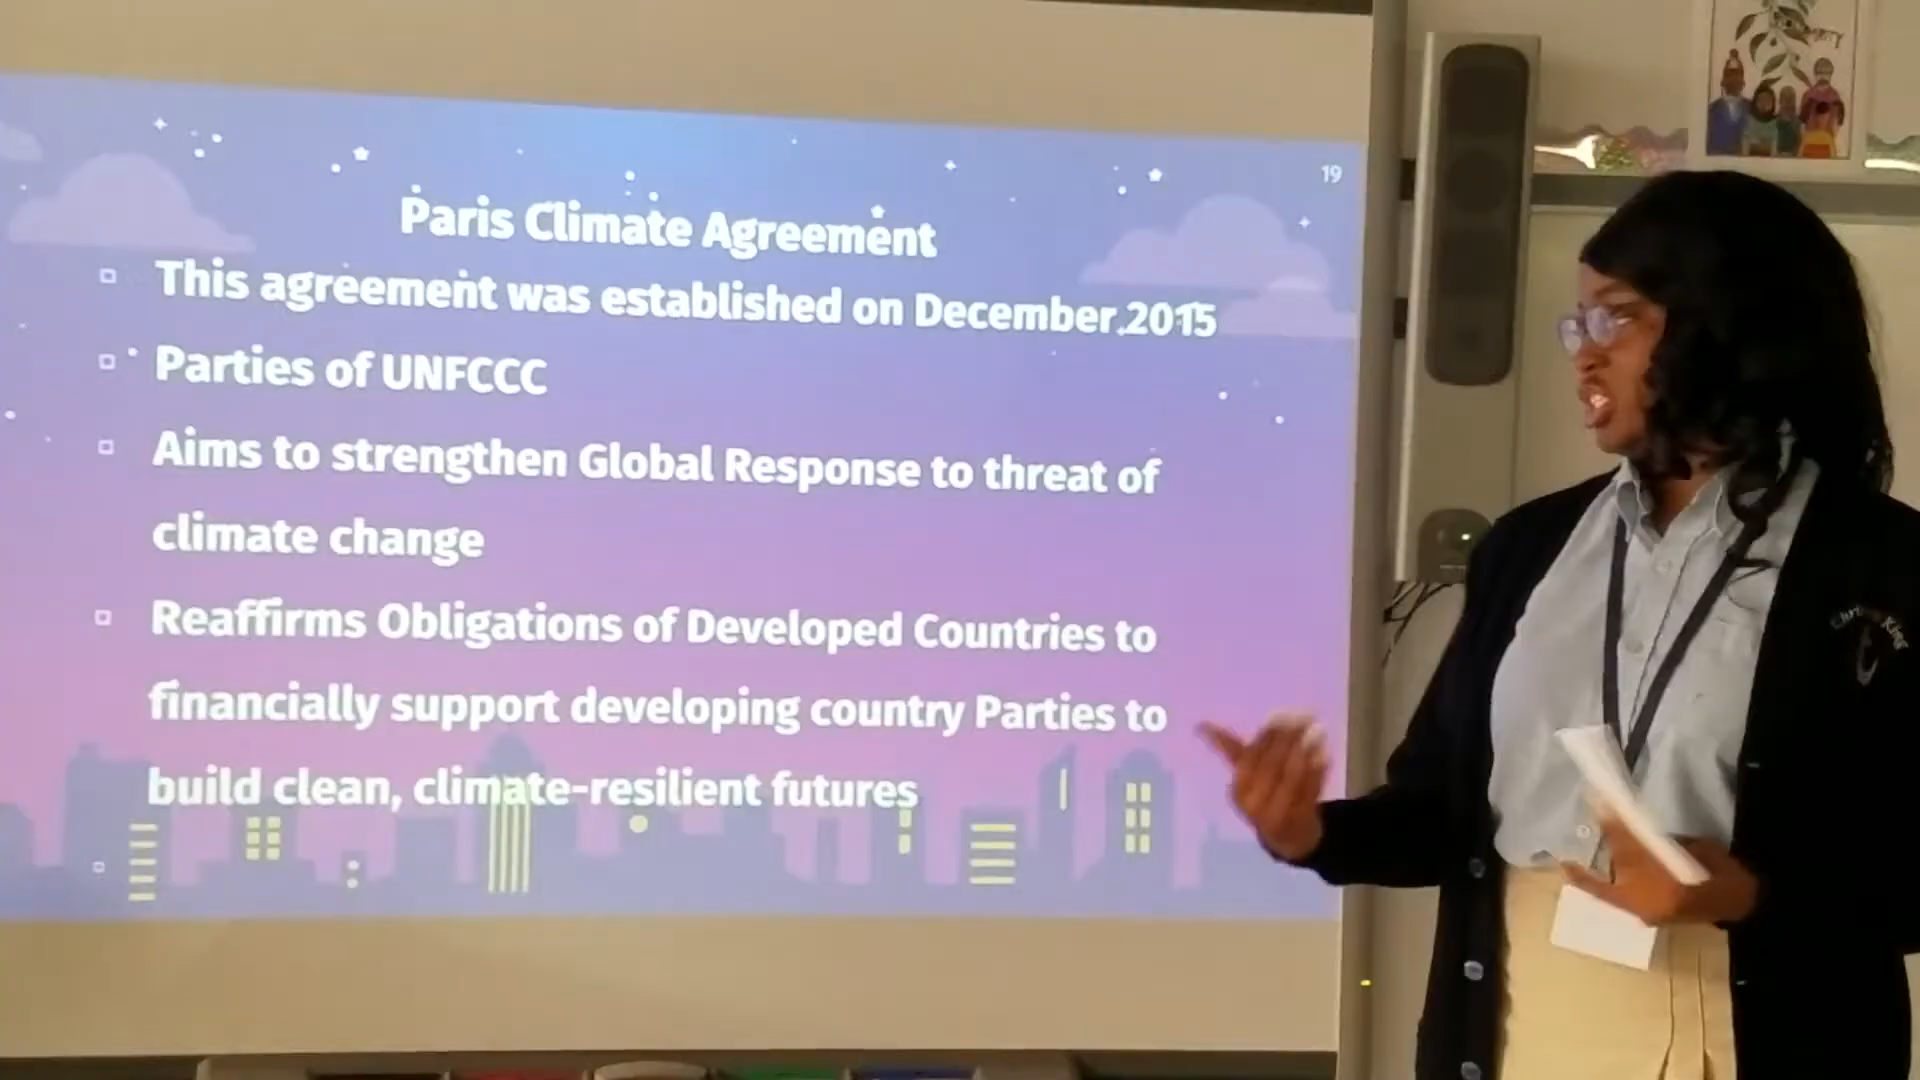 19
Paris Climate Agreement
This agreement was established on December 2015
Parties of UNFCCC
Aims to strengthen Global Response to threat of
climate change
Reaffirms Obligations of Developed Countries to
financially support developing country Parties to
build clean, climate-resilient futures
King